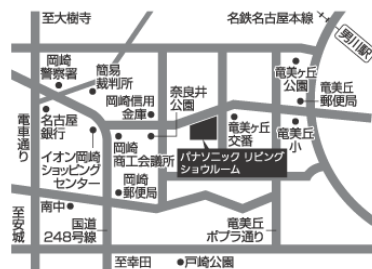 至大樹寺
名鉄名古屋本線
男川駅
岡崎
警察署
簡易
裁判所
岡崎信用
金庫
奈良井
公園
竜美ヶ丘
公園
竜美丘
郵便局
電車通り
名古屋
銀行
イオン岡崎
ショッピング
センター
岡崎
商工会議所
竜美ヶ丘
交番
竜美丘
小
パナソニック リビング
ショウルーム
岡崎
郵便局
南中
至安城
国道
248号線
竜美丘
ポプラ通り
至幸田
戸崎公園